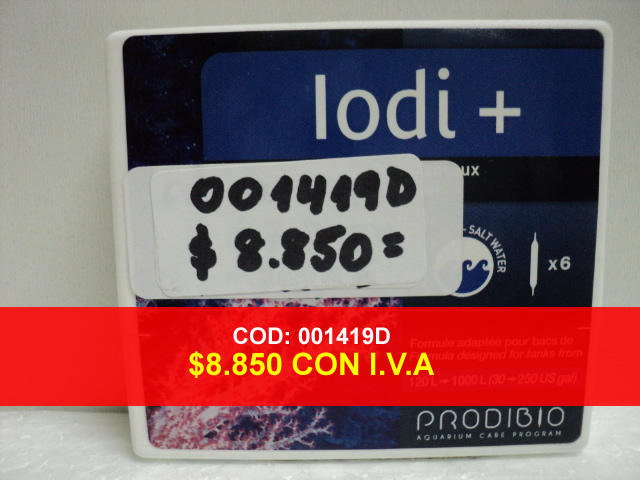 Iodi +
ux
001419D
$ 8.850=
SALT WATER
x6
COD: 001419D
$8.850 CON I.V.A
Formule adaptée pour bacs de
Formula designed for tanks from
120 L → 1000 L (30 → 250 US gal)
PRODIBIO
AQUARIUM CARE PROGRAM